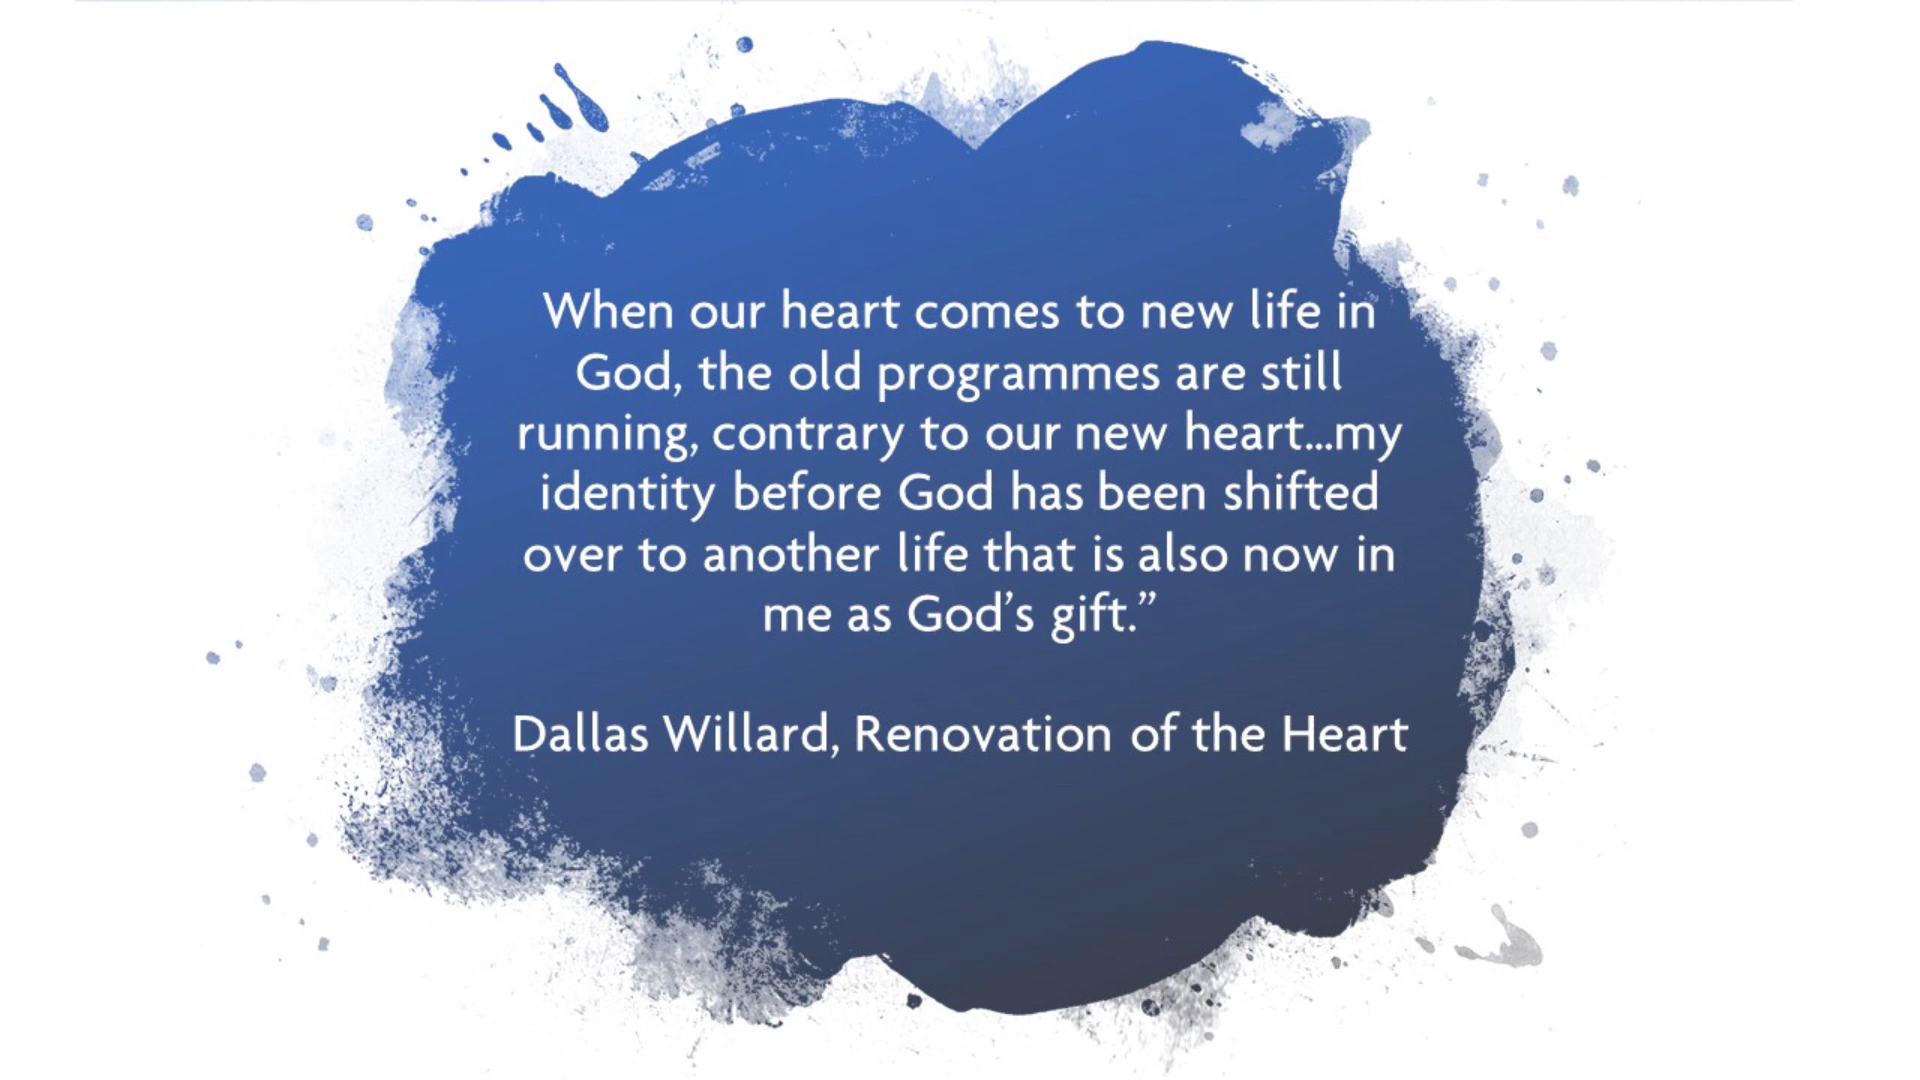 When our heart comes to new life in
God, the old programmes are still
running, contrary to our new heart...my
identity before God has been shifted
over to another life that is also now in
me as God’s gift.”
Dallas Willard, Renovation of the Heart